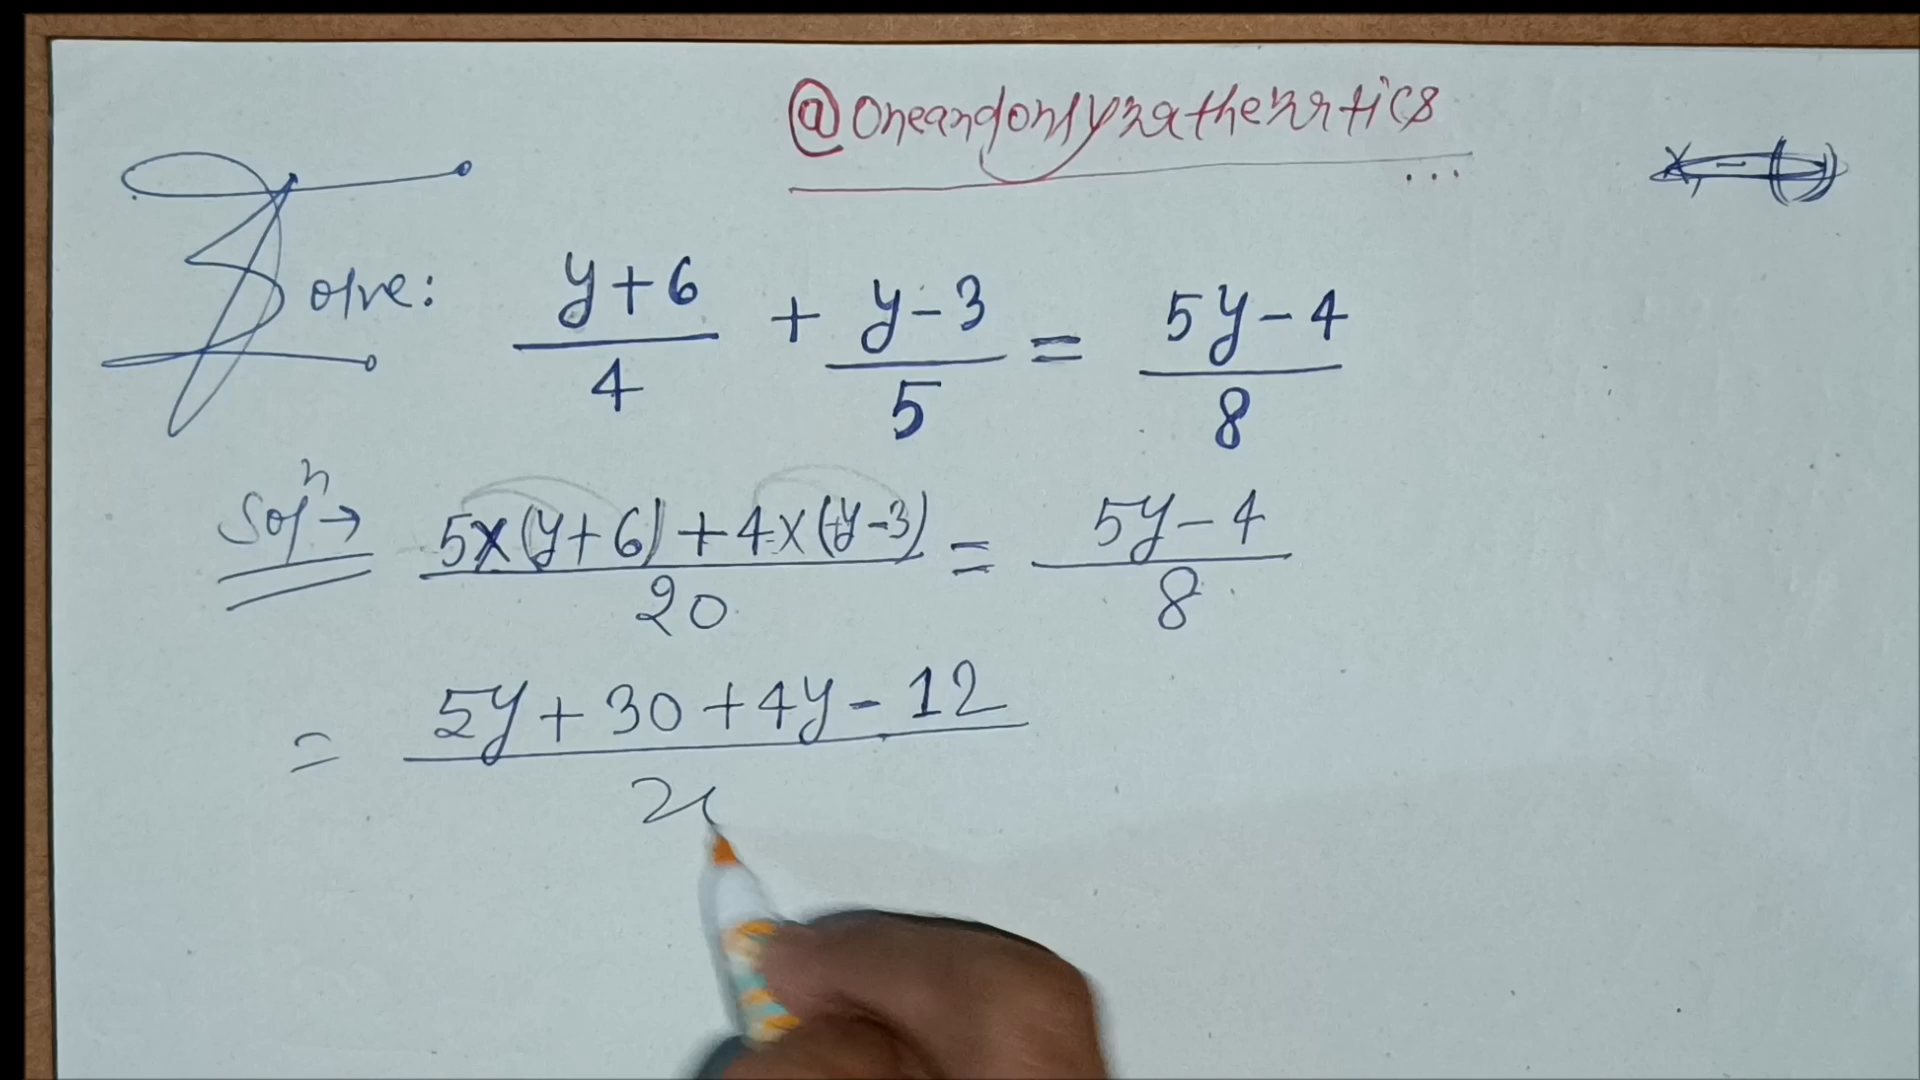 @Oneandonlymathematics
...
Solve: y+6/4 + y-3/5 = 5y-4/8
Solⁿ→ 5×(y+6)+4×(y-3)/20 = 5y-4/8
= 5y+30+4y-12/20